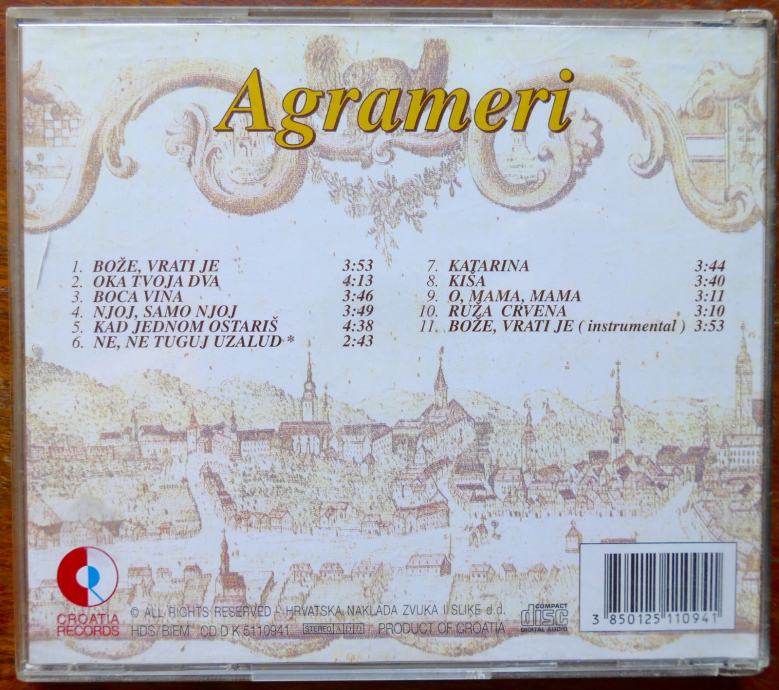 Agrameri
1. BOŽE, VRATI JE 3:53
2. OKA TVOJA DVA 4:13
3. BOCA VINA 3:46
4. NJOJ, SAMO NJOJ 3:49
5. KAD JEDNOM OSTARIŠ 4:38
6. NE, NE TUGUJ UZALUD * 2:43
7. KATARINA 3:44
8. KIŠA 3:40
9. O, MAMA, MAMA 3:11
10. RUŽA CRVENA 3:10
11. BOŽE, VRATI JE ( instrumental ) 3:53
CROATIA
RECORDS
© ALL RIGHTS RESERVED - HRVATSKA NAKLADA ZVUKA I SLIKE d.d.
HDS/BIEM CD D K 5110941 STEREO ADD PRODUCT OF CROATIA
COMPACT
disc
DIGITAL AUDIO
3 850125 110941